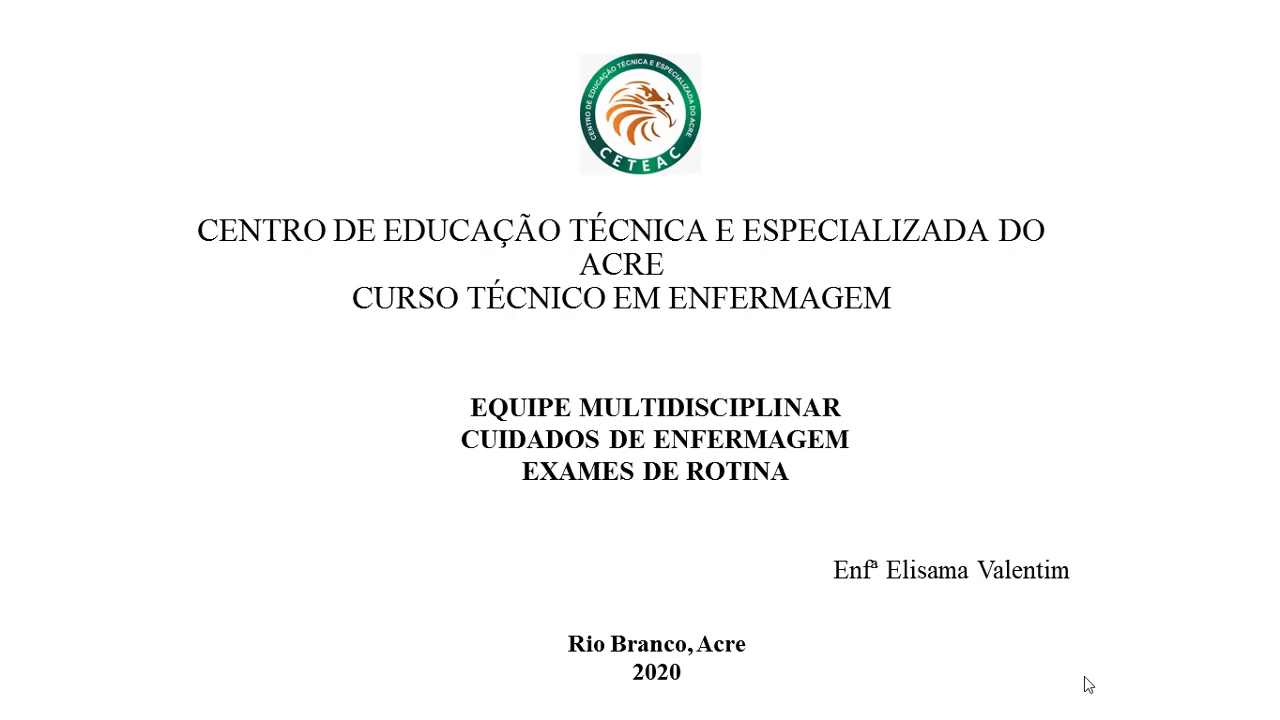 CENTRO DE EDUCAÇÃO TÉCNICA E ESPECIALIZADA DO ACRE
CETEAC
CENTRO DE EDUCAÇÃO TÉCNICA E ESPECIALIZADA DO
ACRE
CURSO TÉCNICO EM ENFERMAGEM
EQUIPE MULTIDISCIPLINAR
CUIDADOS DE ENFERMAGEM
EXAMES DE ROTINA
Enfª Elisama Valentim
Rio Branco, Acre
2020